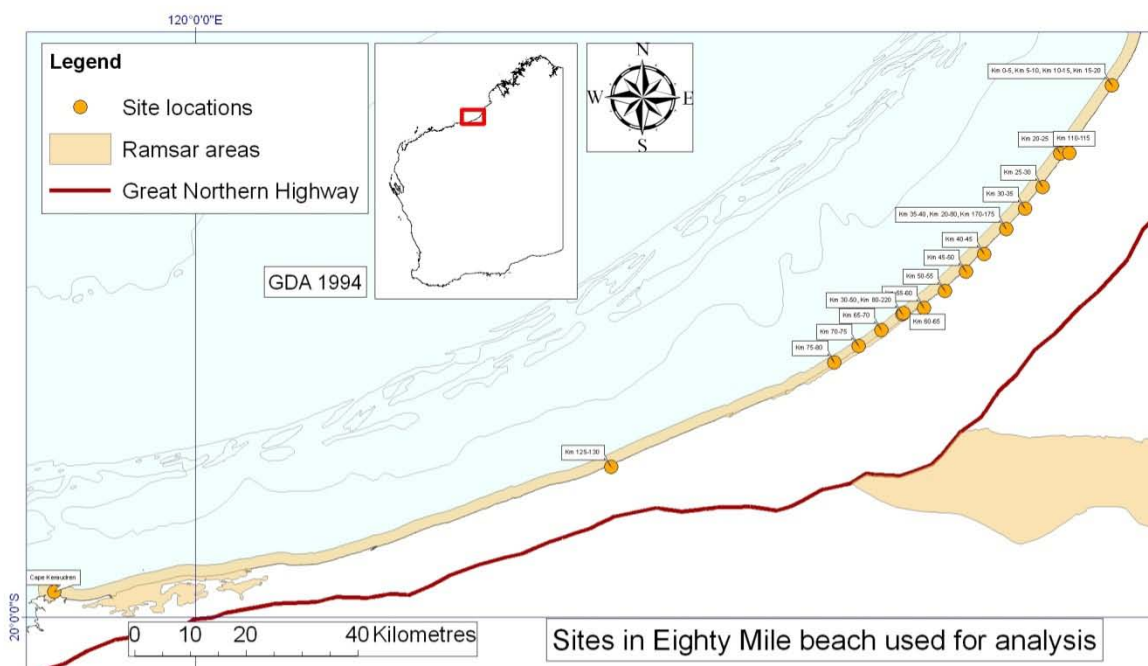 120°0'0"E
Legend
Site locations
Ramsar areas
Great Northern Highway
N
W E
S
GDA 1994
Km 0-5, Km 5-10, Km 10-15, Km 15-20
Km 20-25 Km 110-115
Km 25-30
Km 30-35
Km 35-40, Km 20-80, Km 170-175
Km 40-45
Km 45-50
Km 50-55
55-60
Km 30-50, Km 80-220
Km 60-65
Km 65-70
Km 70-75
Km 75-80
Km 125-130
Cape Keraudren
20°0'0"S
0 10 20 40 Kilometres
Sites in Eighty Mile beach used for analysis